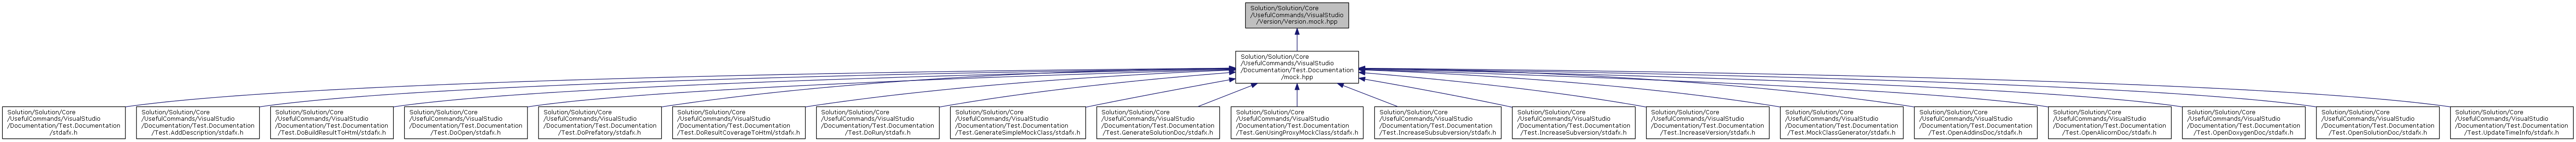 Solution/Solution/Core
/UsefulCommands/VisualStudio
/Version/Version.mock.hpp
Solution/Solution/Core
/UsefulCommands/VisualStudio
/Documentation/Test.Documentation
/mock.hpp
Solution/Solution/Core
/UsefulCommands/VisualStudio
/Documentation/Test.Documentation
/stdafx.h
Solution/Solution/Core
/UsefulCommands/VisualStudio
/Documentation/Test.Documentation
/Test.AddDescription/stdafx.h
Solution/Solution/Core
/UsefulCommands/VisualStudio
/Documentation/Test.Documentation
/Test.DoBuildResultToHtml/stdafx.h
Solution/Solution/Core
/UsefulCommands/VisualStudio
/Documentation/Test.Documentation
/Test.DoOpen/stdafx.h
Solution/Solution/Core
/UsefulCommands/VisualStudio
/Documentation/Test.Documentation
/Test.DoPrefatory/stdafx.h
Solution/Solution/Core
/UsefulCommands/VisualStudio
/Documentation/Test.Documentation
/Test.DoResultCoverageToHtml/stdafx.h
Solution/Solution/Core
/UsefulCommands/VisualStudio
/Documentation/Test.Documentation
/Test.DoRun/stdafx.h
Solution/Solution/Core
/UsefulCommands/VisualStudio
/Documentation/Test.Documentation
/Test.GenerateSimpleMockClass/stdafx.h
Solution/Solution/Core
/UsefulCommands/VisualStudio
/Documentation/Test.Documentation
/Test.GenerateSolutionDoc/stdafx.h
Solution/Solution/Core
/UsefulCommands/VisualStudio
/Documentation/Test.Documentation
/Test.GenUsingProxyMockClass/stdafx.h
Solution/Solution/Core
/UsefulCommands/VisualStudio
/Documentation/Test.Documentation
/Test.IncreaseSubsubversion/stdafx.h
Solution/Solution/Core
/UsefulCommands/VisualStudio
/Documentation/Test.Documentation
/Test.IncreaseSubversion/stdafx.h
Solution/Solution/Core
/UsefulCommands/VisualStudio
/Documentation/Test.Documentation
/Test.IncreaseVersion/stdafx.h
Solution/Solution/Core
/UsefulCommands/VisualStudio
/Documentation/Test.Documentation
/Test.MockClassGenerator/stdafx.h
Solution/Solution/Core
/UsefulCommands/VisualStudio
/Documentation/Test.Documentation
/Test.OpenAddinsDoc/stdafx.h
Solution/Solution/Core
/UsefulCommands/VisualStudio
/Documentation/Test.Documentation
/Test.OpenAlicomDoc/stdafx.h
Solution/Solution/Core
/UsefulCommands/VisualStudio
/Documentation/Test.Documentation
/Test.OpenDoxygenDoc/stdafx.h
Solution/Solution/Core
/UsefulCommands/VisualStudio
/Documentation/Test.Documentation
/Test.OpenSolutionDoc/stdafx.h
Solution/Solution/Core
/UsefulCommands/VisualStudio
/Documentation/Test.Documentation
/Test.UpdateTimeInfo/stdafx.h